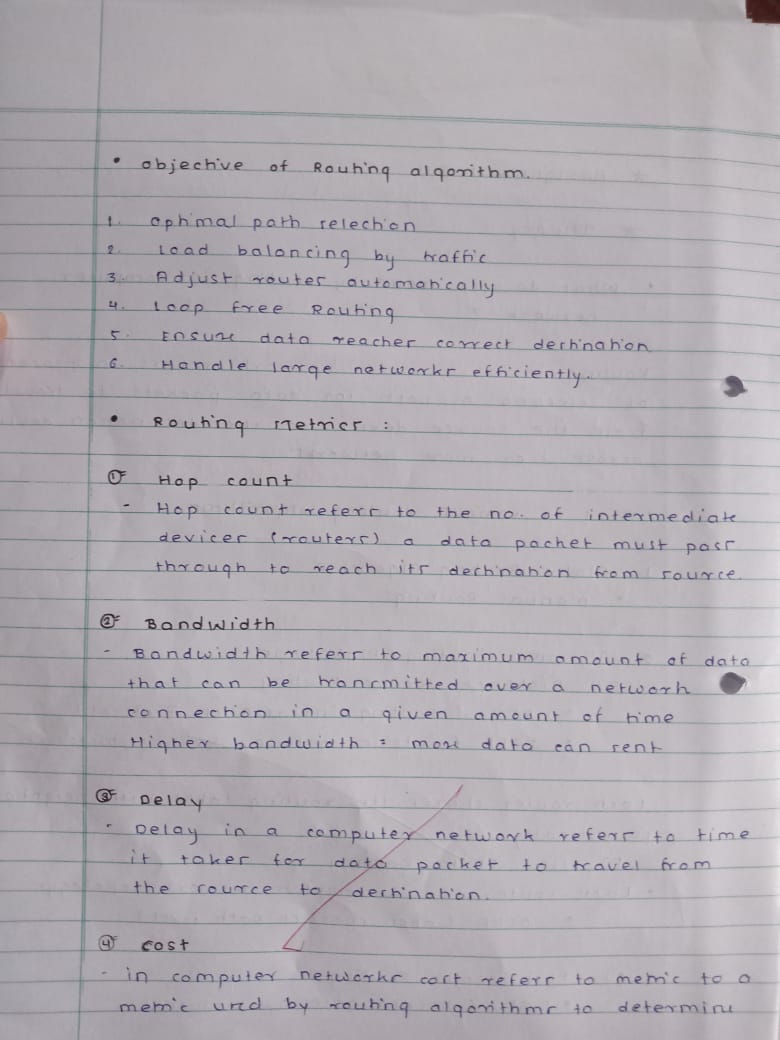 • Objective of Routing algorithm.
1. Optimal path selection
2. Load balancing by traffic
3. Adjust routes automatically
4. Loop free Routing
5. Ensure data reaches correct destination
6. Handle large networks efficiently.
• Routing Metrics :
① Hop count
- Hop count refers to the no. of intermediate
devices (routers) a data packet must pass
through to reach its destination from source.
② Bandwidth
- Bandwidth refers to maximum amount of data
that can be transmitted over a network
connection in a given amount of time
Higher bandwidth = more data can sent
③ Delay
- Delay in a computer network refers to time
it takes for data packet to travel from
the source to destination.
④ cost
- in computer networks cost refers to metric to a
metric used by routing algorithms to determine